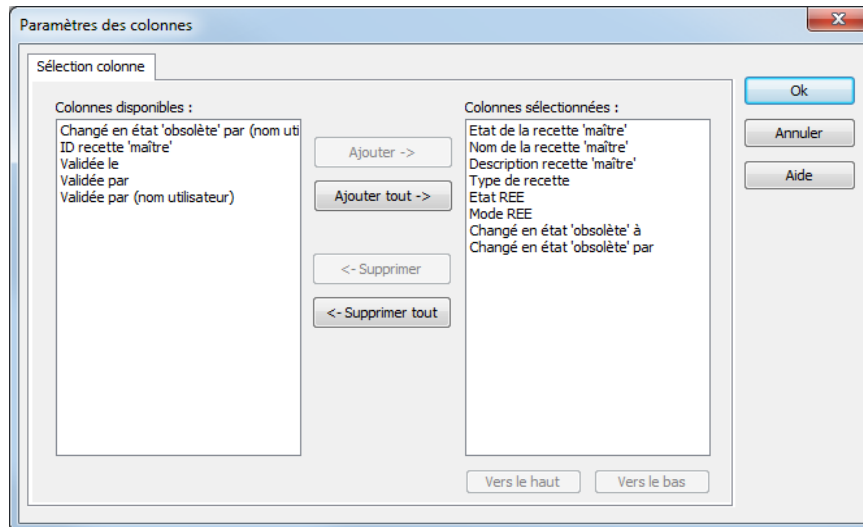 Paramètres des colonnes
Sélection colonne
Colonnes disponibles :
Changé en état 'obsolète' par (nom uti
ID recette 'maître'
Validée le
Validée par
Validée par (nom utilisateur)
Ajouter ->
Ajouter tout ->
<- Supprimer
<- Supprimer tout
Colonnes sélectionnées :
Etat de la recette 'maître'
Nom de la recette 'maître'
Description recette 'maître'
Type de recette
Etat REE
Mode REE
Changé en état 'obsolète' à
Changé en état 'obsolète' par
Vers le haut
Vers le bas
Ok
Annuler
Aide